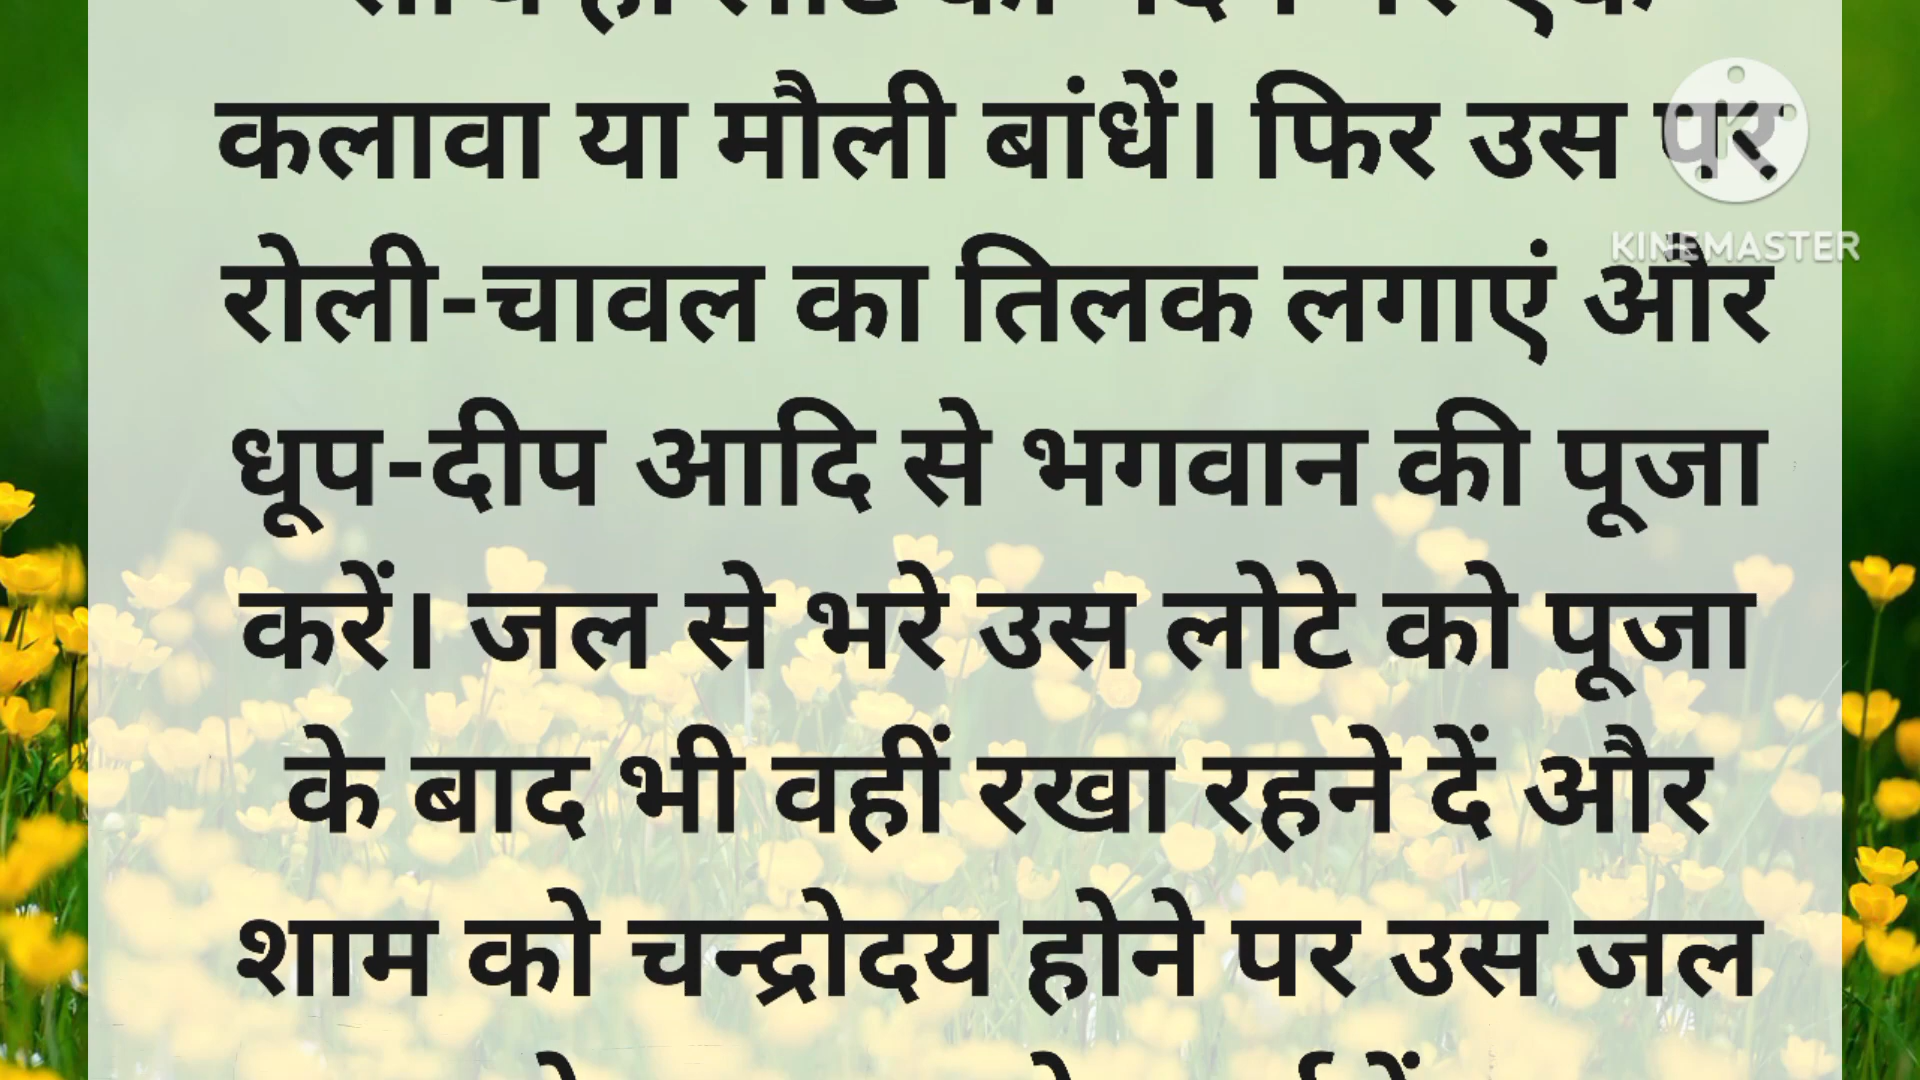 कलावा या मौली बांधें। फिर उस पर
KINEMASTER
रोली-चावल का तिलक लगाएं और
धूप-दीप आदि से भगवान की पूजा
करें। जल से भरे उस लोटे को पूजा
के बाद भी वहीं रखा रहने दें और
शाम को चन्द्रोदय होने पर उस जल